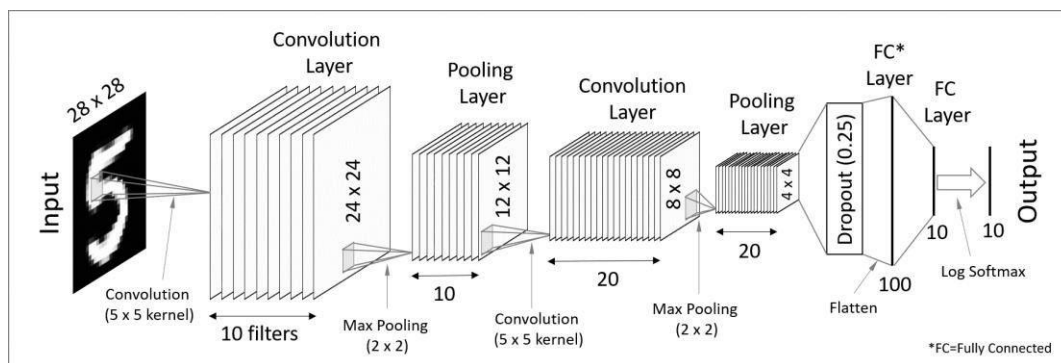 Input
28 x 28
Convolution
(5 x 5 kernel)
Convolution
Layer
24 x 24
10 filters
Max Pooling
(2 x 2)
Pooling
Layer
12 x 12
10
Convolution
(5 x 5 kernel)
Convolution
Layer
8 x 8
20
Max Pooling
(2 x 2)
Pooling
Layer
4 x 4
20
Dropout (0.25)
Flatten
FC*
Layer
100
FC
Layer
10
Log Softmax
10
Output
*FC=Fully Connected